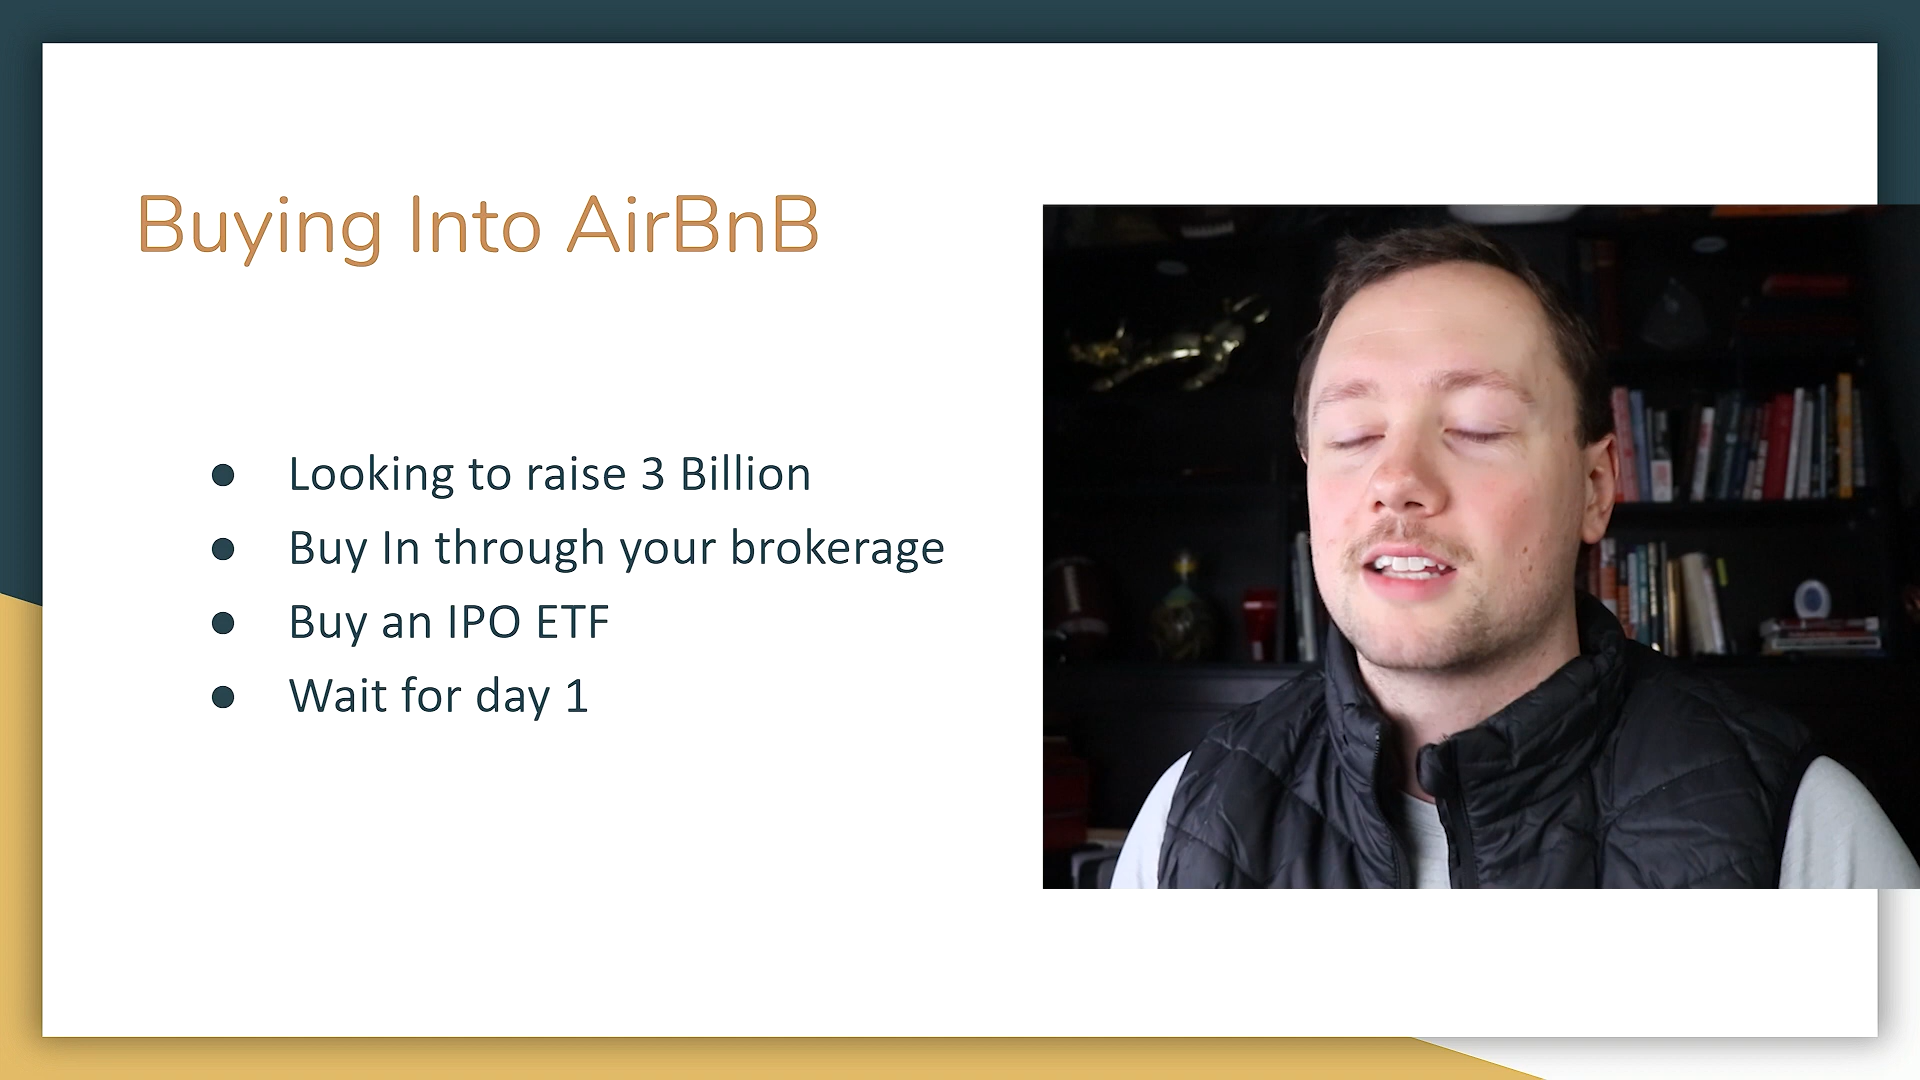 Buying Into AirBnB
● Looking to raise 3 Billion
● Buy In through your brokerage
● Buy an IPO ETF
● Wait for day 1